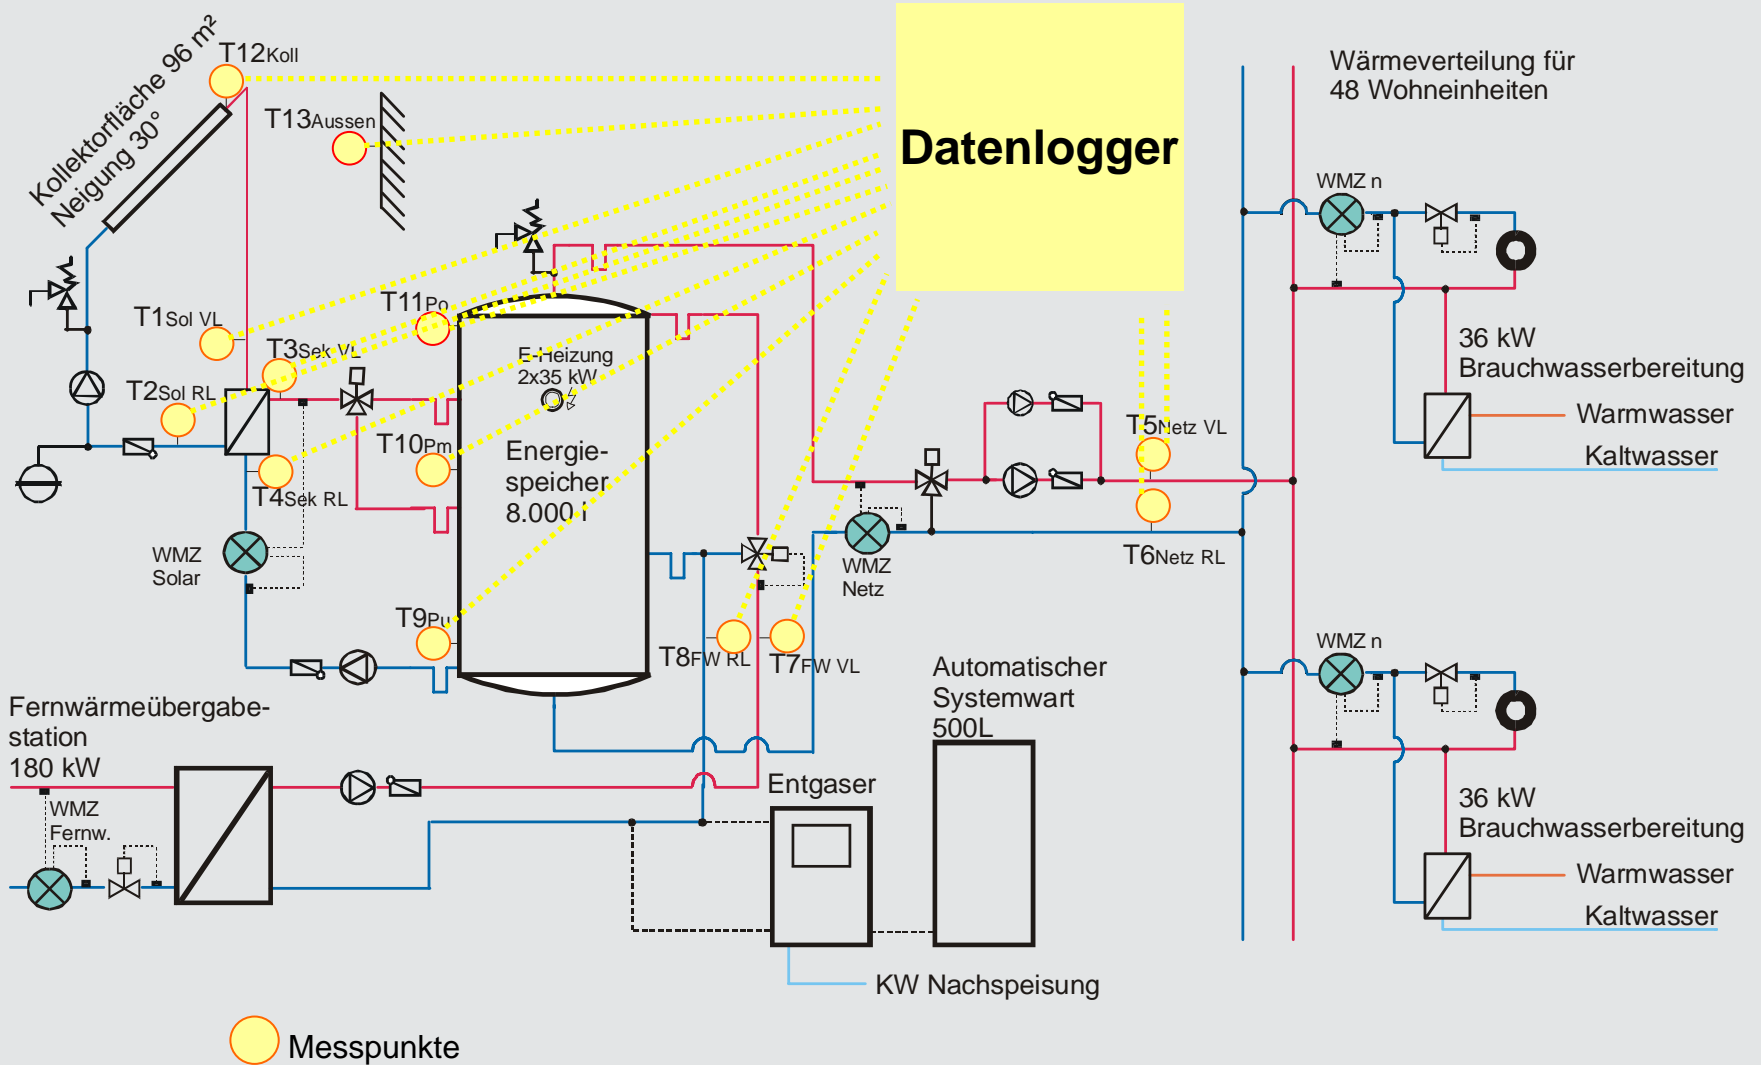 Kollektorfläche 96 m²
Neigung 30°
T12Koll
T13Aussen
Datenlogger
Wärmeverteilung für
48 Wohneinheiten
WMZ n
T1Sol VL
T11Po
T3Sek VL
T2Sol RL
E-Heizung
2x35 kW
36 kW
Brauchwasserbereitung
Warmwasser
Kaltwasser
T5Netz VL
T10Pm
Energie-
speicher
8.000 l
T4Sek RL
WMZ
Solar
WMZ
Netz
T6Netz RL
T9Pu
T8FW RL
T7FW VL
WMZ n
Automatischer
Systemwart
500L
Fernwärmeübergabe-
station
180 kW
WMZ
Fernw.
Entgaser
36 kW
Brauchwasserbereitung
Warmwasser
Kaltwasser
KW Nachspeisung
Messpunkte